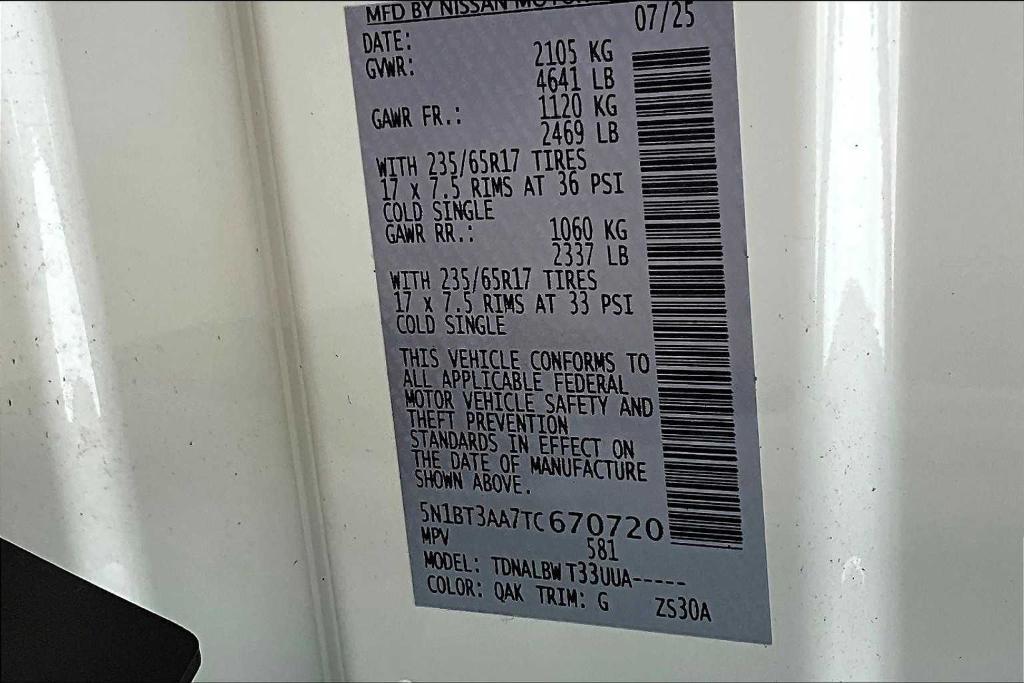 MFD BY NISSAN MOTOR
DATE: 07/25
GVWR: 2105 KG
4641 LB
GAWR FR.: 1120 KG
2469 LB
WITH 235/65R17 TIRES
17 x 7.5 RIMS AT 36 PSI
COLD SINGLE
GAWR RR.: 1060 KG
2337 LB
WITH 235/65R17 TIRES
17 x 7.5 RIMS AT 33 PSI
COLD SINGLE
THIS VEHICLE CONFORMS TO
ALL APPLICABLE FEDERAL
MOTOR VEHICLE SAFETY AND
THEFT PREVENTION
STANDARDS IN EFFECT ON
THE DATE OF MANUFACTURE
SHOWN ABOVE.
5N1BT3AA7TC670720
MPV 581
MODEL: TDNALBW T33UUA-----
COLOR: QAK TRIM: G ZS30A